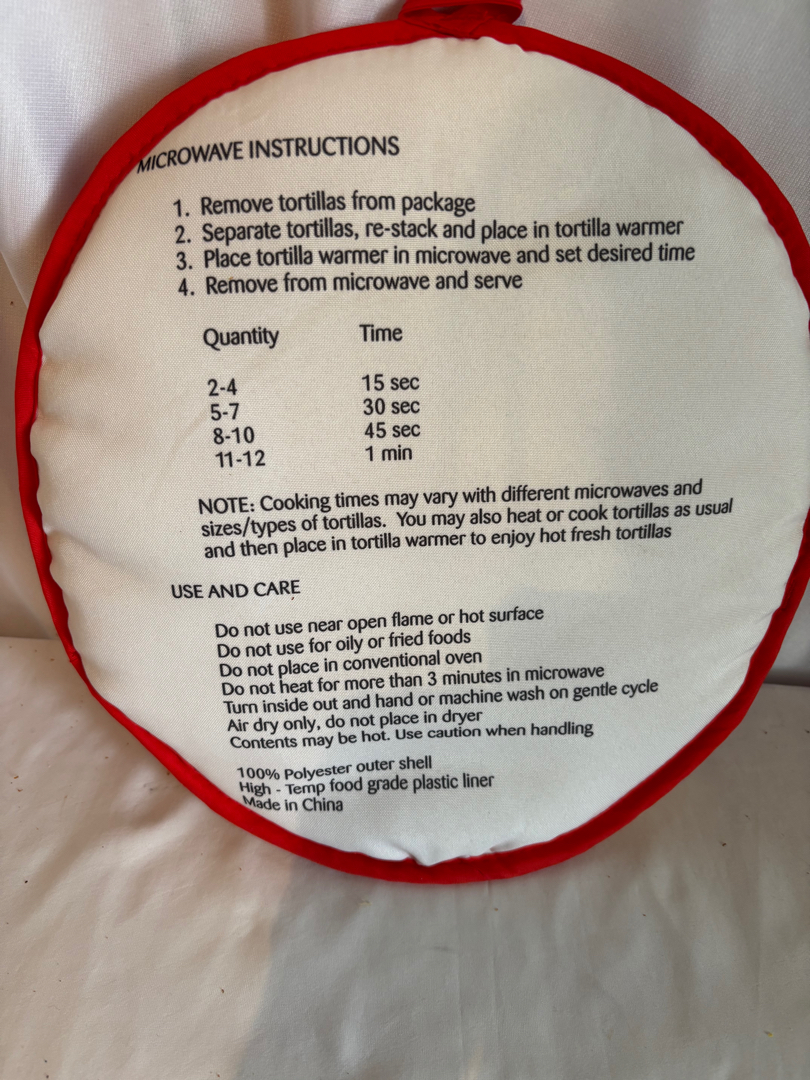 MICROWAVE INSTRUCTIONS
1. Remove tortillas from package
2. Separate tortillas, re-stack and place in tortilla warmer
3. Place tortilla warmer in microwave and set desired time
4. Remove from microwave and serve
Quantity Time
2-4 15 sec
5-7 30 sec
8-10 45 sec
11-12 1 min
NOTE: Cooking times may vary with different microwaves and
sizes/types of tortillas. You may also heat or cook tortillas as usual
and then place in tortilla warmer to enjoy hot fresh tortillas
USE AND CARE
Do not use near open flame or hot surface
Do not use for oily or fried foods
Do not place in conventional oven
Do not heat for more than 3 minutes in microwave
Turn inside out and hand or machine wash on gentle cycle
Air dry only, do not place in dryer
Contents may be hot. Use caution when handling
100% Polyester outer shell
High - Temp food grade plastic liner
Made in China